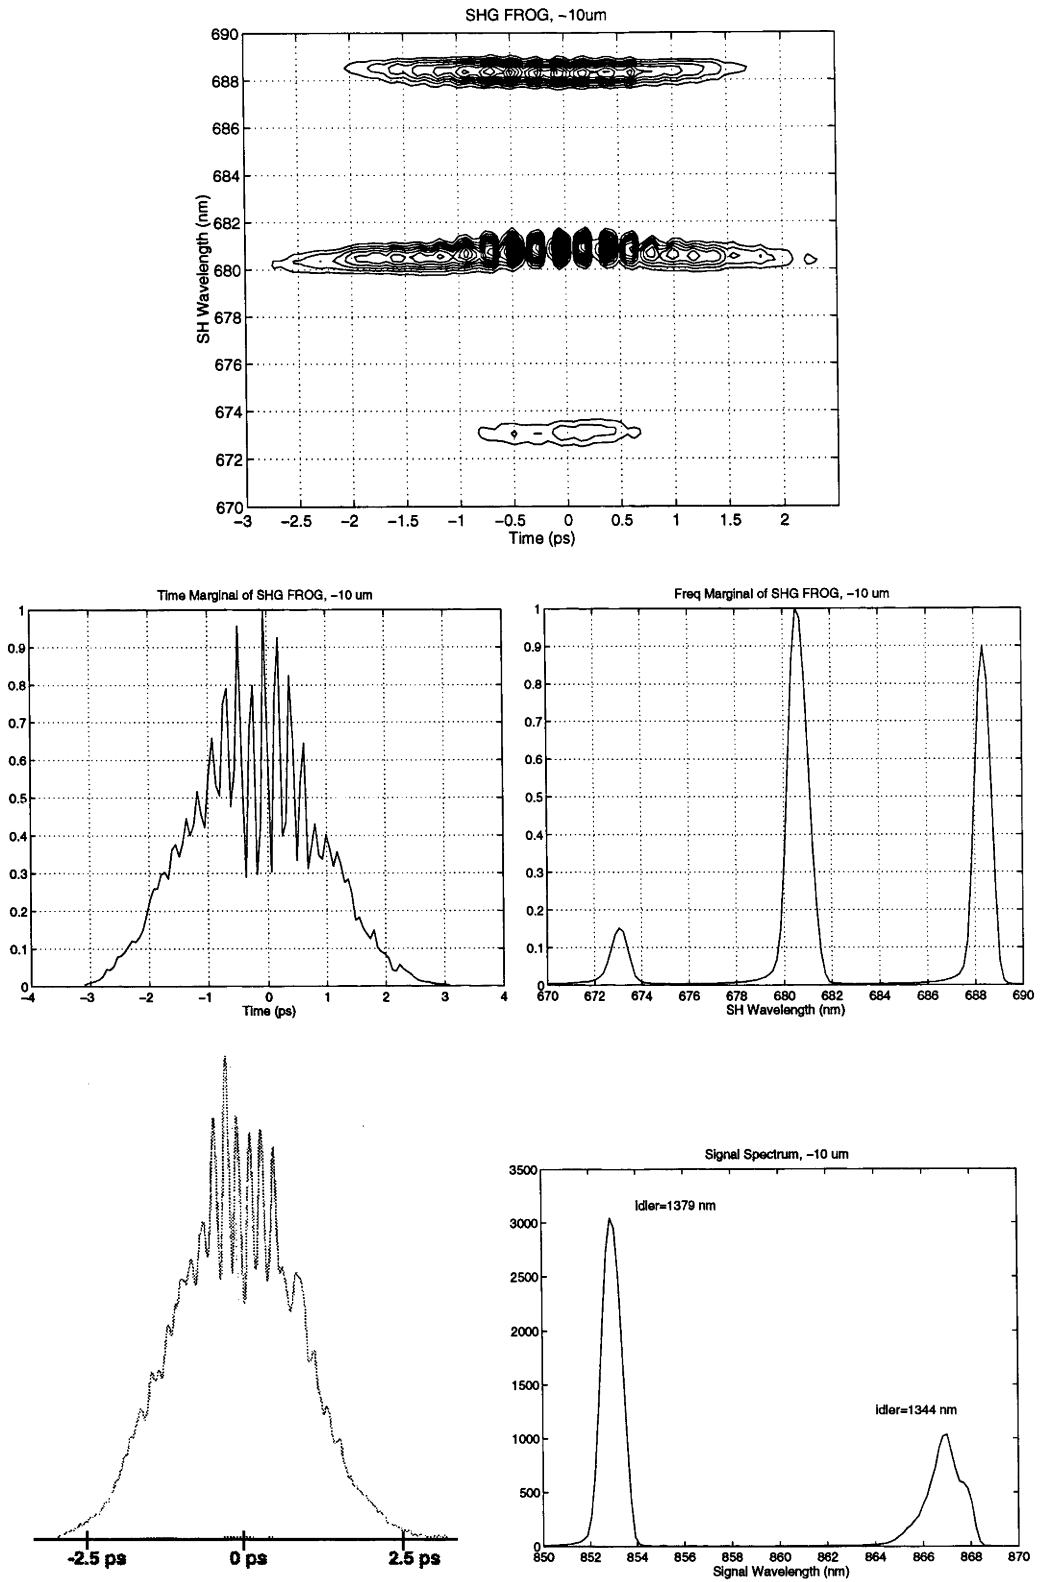 SHG FROG, -10um
690
688
686
684
682
680
678
676
674
672
670
SH Wavelength (nm)
-3 -2.5 -2 -1.5 -1 -0.5 0 0.5 1 1.5 2
Time (ps)
Time Marginal of SHG FROG, -10 um
1
0.9
0.8
0.7
0.6
0.5
0.4
0.3
0.2
0.1
0
-4 -3 -2 -1 0 1 2 3 4
Time (ps)
Freq Marginal of SHG FROG, -10 um
1
0.9
0.8
0.7
0.6
0.5
0.4
0.3
0.2
0.1
0
670 672 674 676 678 680 682 684 686 688 690
SH Wavelength (nm)
-2.5 ps 0 ps 2.5 ps
Signal Spectrum, -10 um
3500
3000
2500
2000
1500
1000
500
0
idler=1379 nm
idler=1344 nm
850 852 854 856 858 860 862 864 866 868 870
Signal Wavelength (nm)